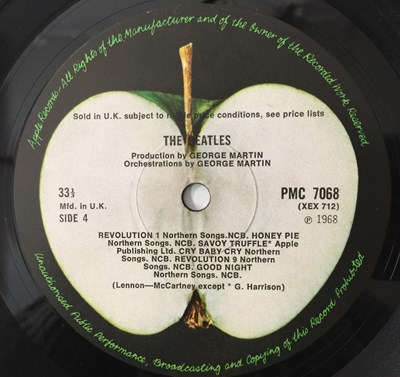 Apple Records · All Rights of the Manufacturer and of the Owner of the Recorded Work Reserved
Sold in U.K. subject to price conditions, see price lists
THE BEATLES
Production by GEORGE MARTIN
Orchestrations by GEORGE MARTIN
33⅓
Mfd. in U.K.
SIDE 4
PMC 7068
(XEX 712)
℗ 1968
REVOLUTION 1 Northern Songs. NCB. HONEY PIE
Northern Songs. NCB. SAVOY TRUFFLE* Apple
Publishing Ltd. CRY BABY CRY Northern
Songs. NCB. REVOLUTION 9 Northern
Songs. NCB. GOOD NIGHT
Northern Songs. NCB.
(Lennon—McCartney except * G. Harrison)
Unauthorised Public Performance, Broadcasting and Copying of this Record Prohibited